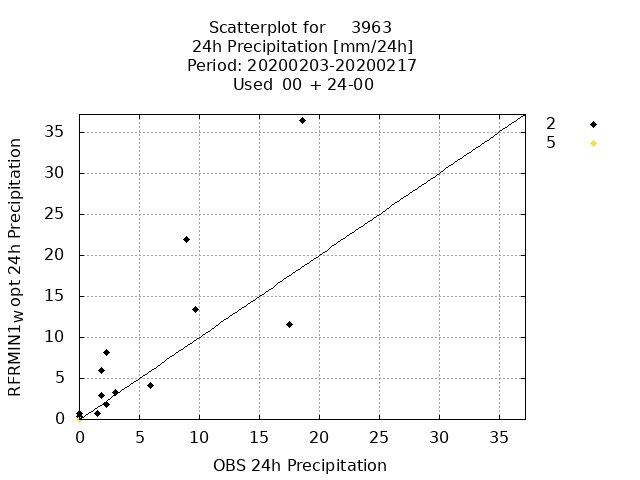 Scatterplot for 3963
24h Precipitation [mm/24h]
Period: 20200203-20200217
Used 00 + 24-00
2
5
RFRMIN1W opt 24h Precipitation
35
30
25
20
15
10
5
0
0 5 10 15 20 25 30 35
OBS 24h Precipitation